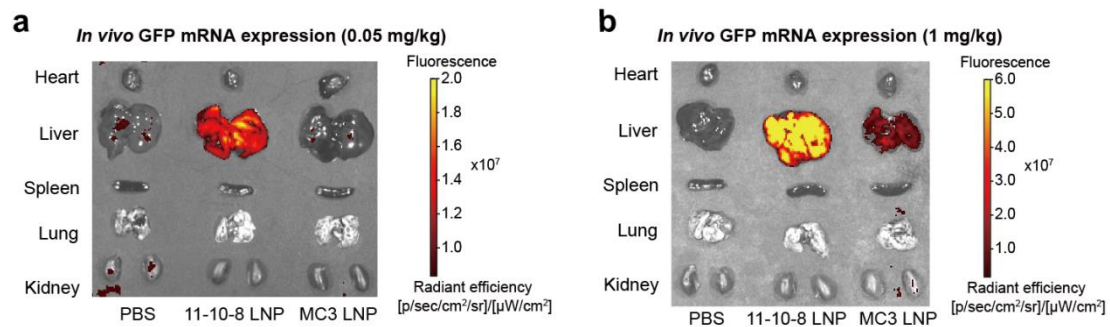 a
In vivo GFP mRNA expression (0.05 mg/kg)
Heart
Liver
Spleen
Lung
Kidney
PBS 11-10-8 LNP MC3 LNP
Fluorescence
2.0
1.8
1.6
x10⁷
1.4
1.2
1.0
Radiant efficiency
[p/sec/cm²/sr]/[µW/cm²]
b
In vivo GFP mRNA expression (1 mg/kg)
Heart
Liver
Spleen
Lung
Kidney
PBS 11-10-8 LNP MC3 LNP
Fluorescence
6.0
5.0
4.0
x10⁷
3.0
2.0
1.0
Radiant efficiency
[p/sec/cm²/sr]/[µW/cm²]